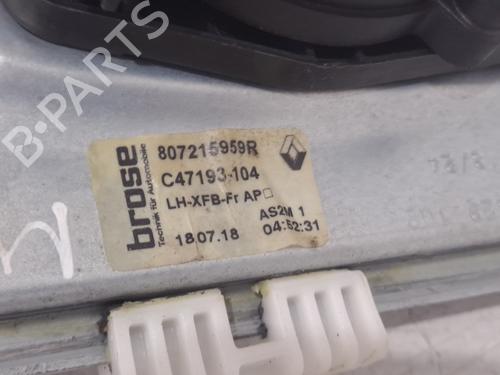 B-PARTS
brose
Technik für Automobile
807215959R
C47193-104
LH-XFB-Fr AP□
AS2M 1
18.07.18
04:52:31